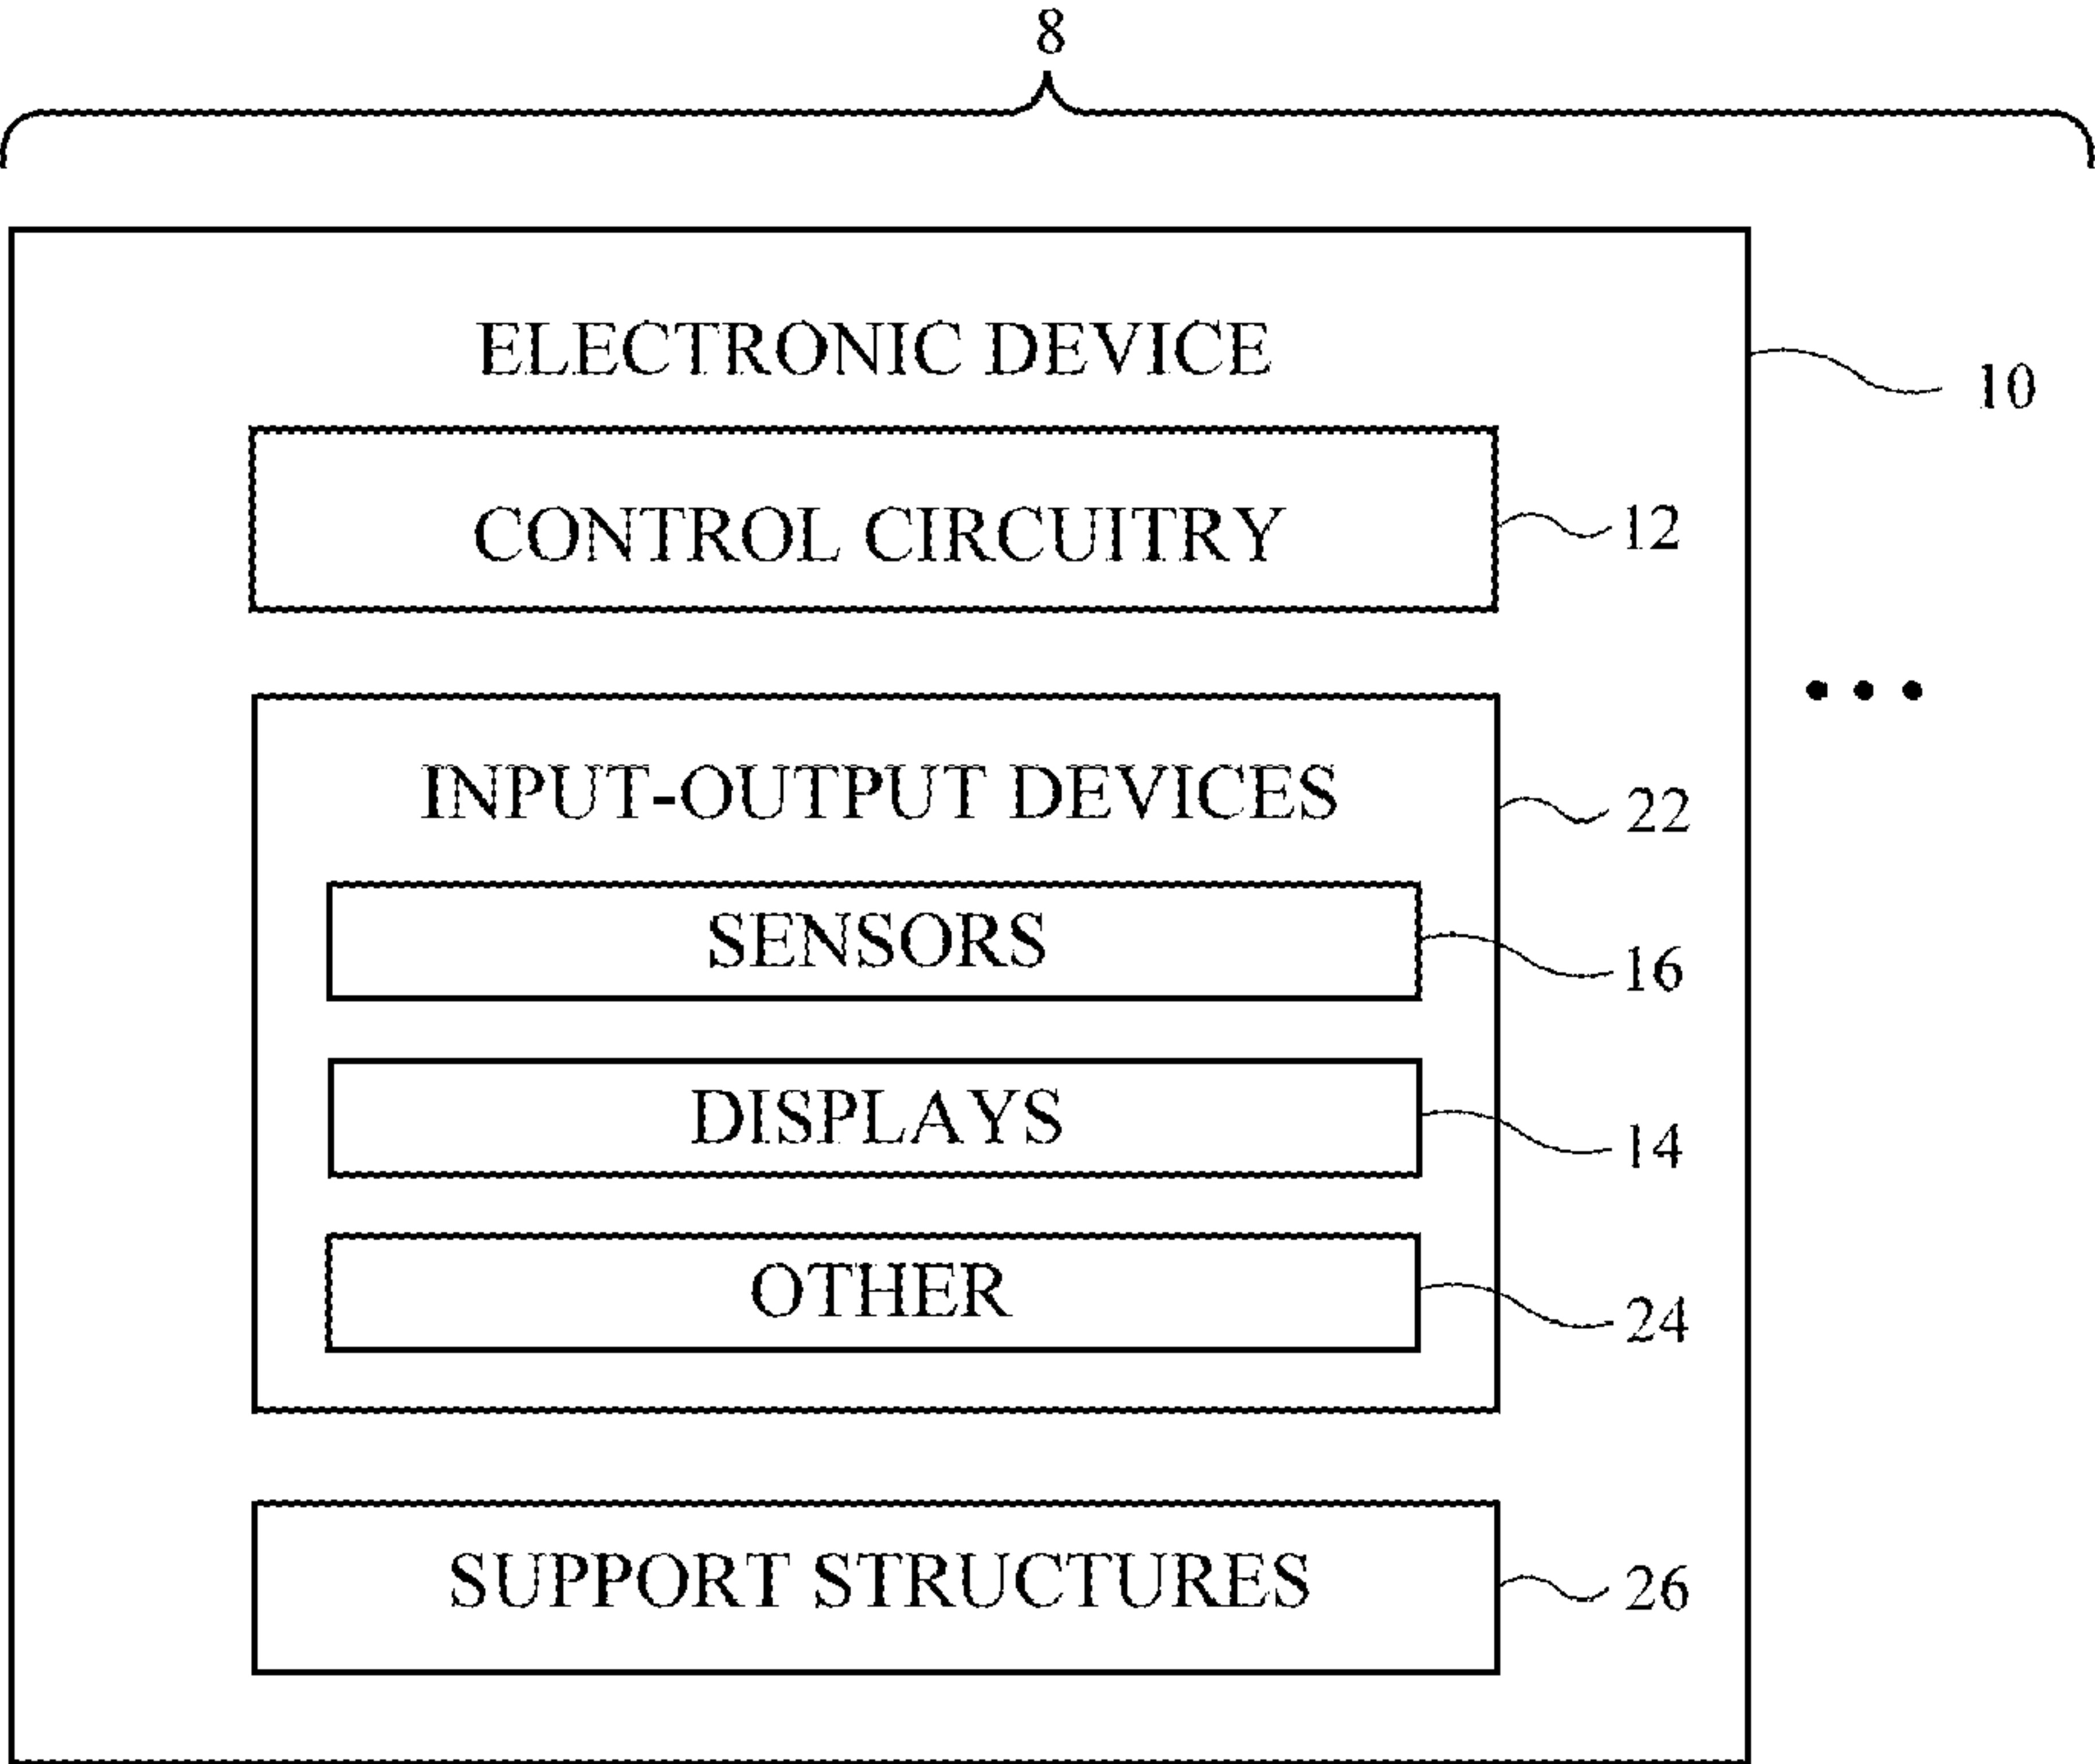 8
ELECTRONIC DEVICE
10
CONTROL CIRCUITRY
12
• • •
INPUT-OUTPUT DEVICES
22
SENSORS
16
DISPLAYS
14
OTHER
24
SUPPORT STRUCTURES
26